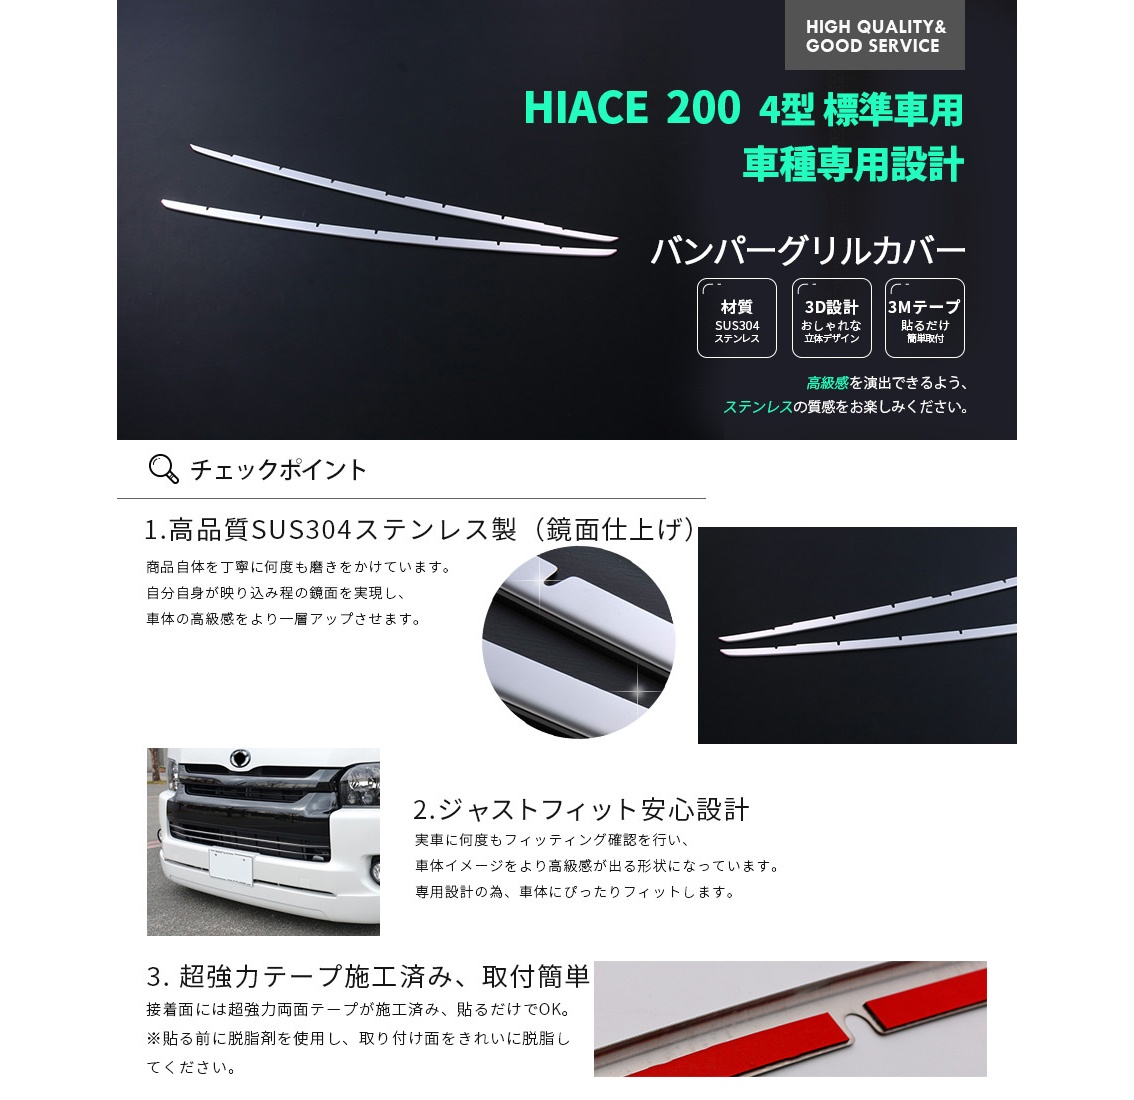 HIGH QUALITY&
GOOD SERVICE
HIACE 200 4型 標準車用
車種専用設計
バンパーグリルカバー
材質
SUS304
ステンレス
3D設計
おしゃれな
立体デザイン
3Mテープ
貼るだけ
簡単取付
高級感を演出できるよう、
ステンレスの質感をお楽しみください。
チェックポイント
1.高品質SUS304ステンレス製（鏡面仕上げ）
商品自体を丁寧に何度も磨きをかけています。
自分自身が映り込み程の鏡面を実現し、
車体の高級感をより一層アップさせます。
2.ジャストフィット安心設計
実車に何度もフィッティング確認を行い、
車体イメージをより高級感が出る形状になっています。
専用設計の為、車体にぴったりフィットします。
3. 超強力テープ施工済み、取付簡単
接着面には超強力両面テープが施工済み、貼るだけでOK。
※貼る前に脱脂剤を使用し、取り付け面をきれいに脱脂し
てください。